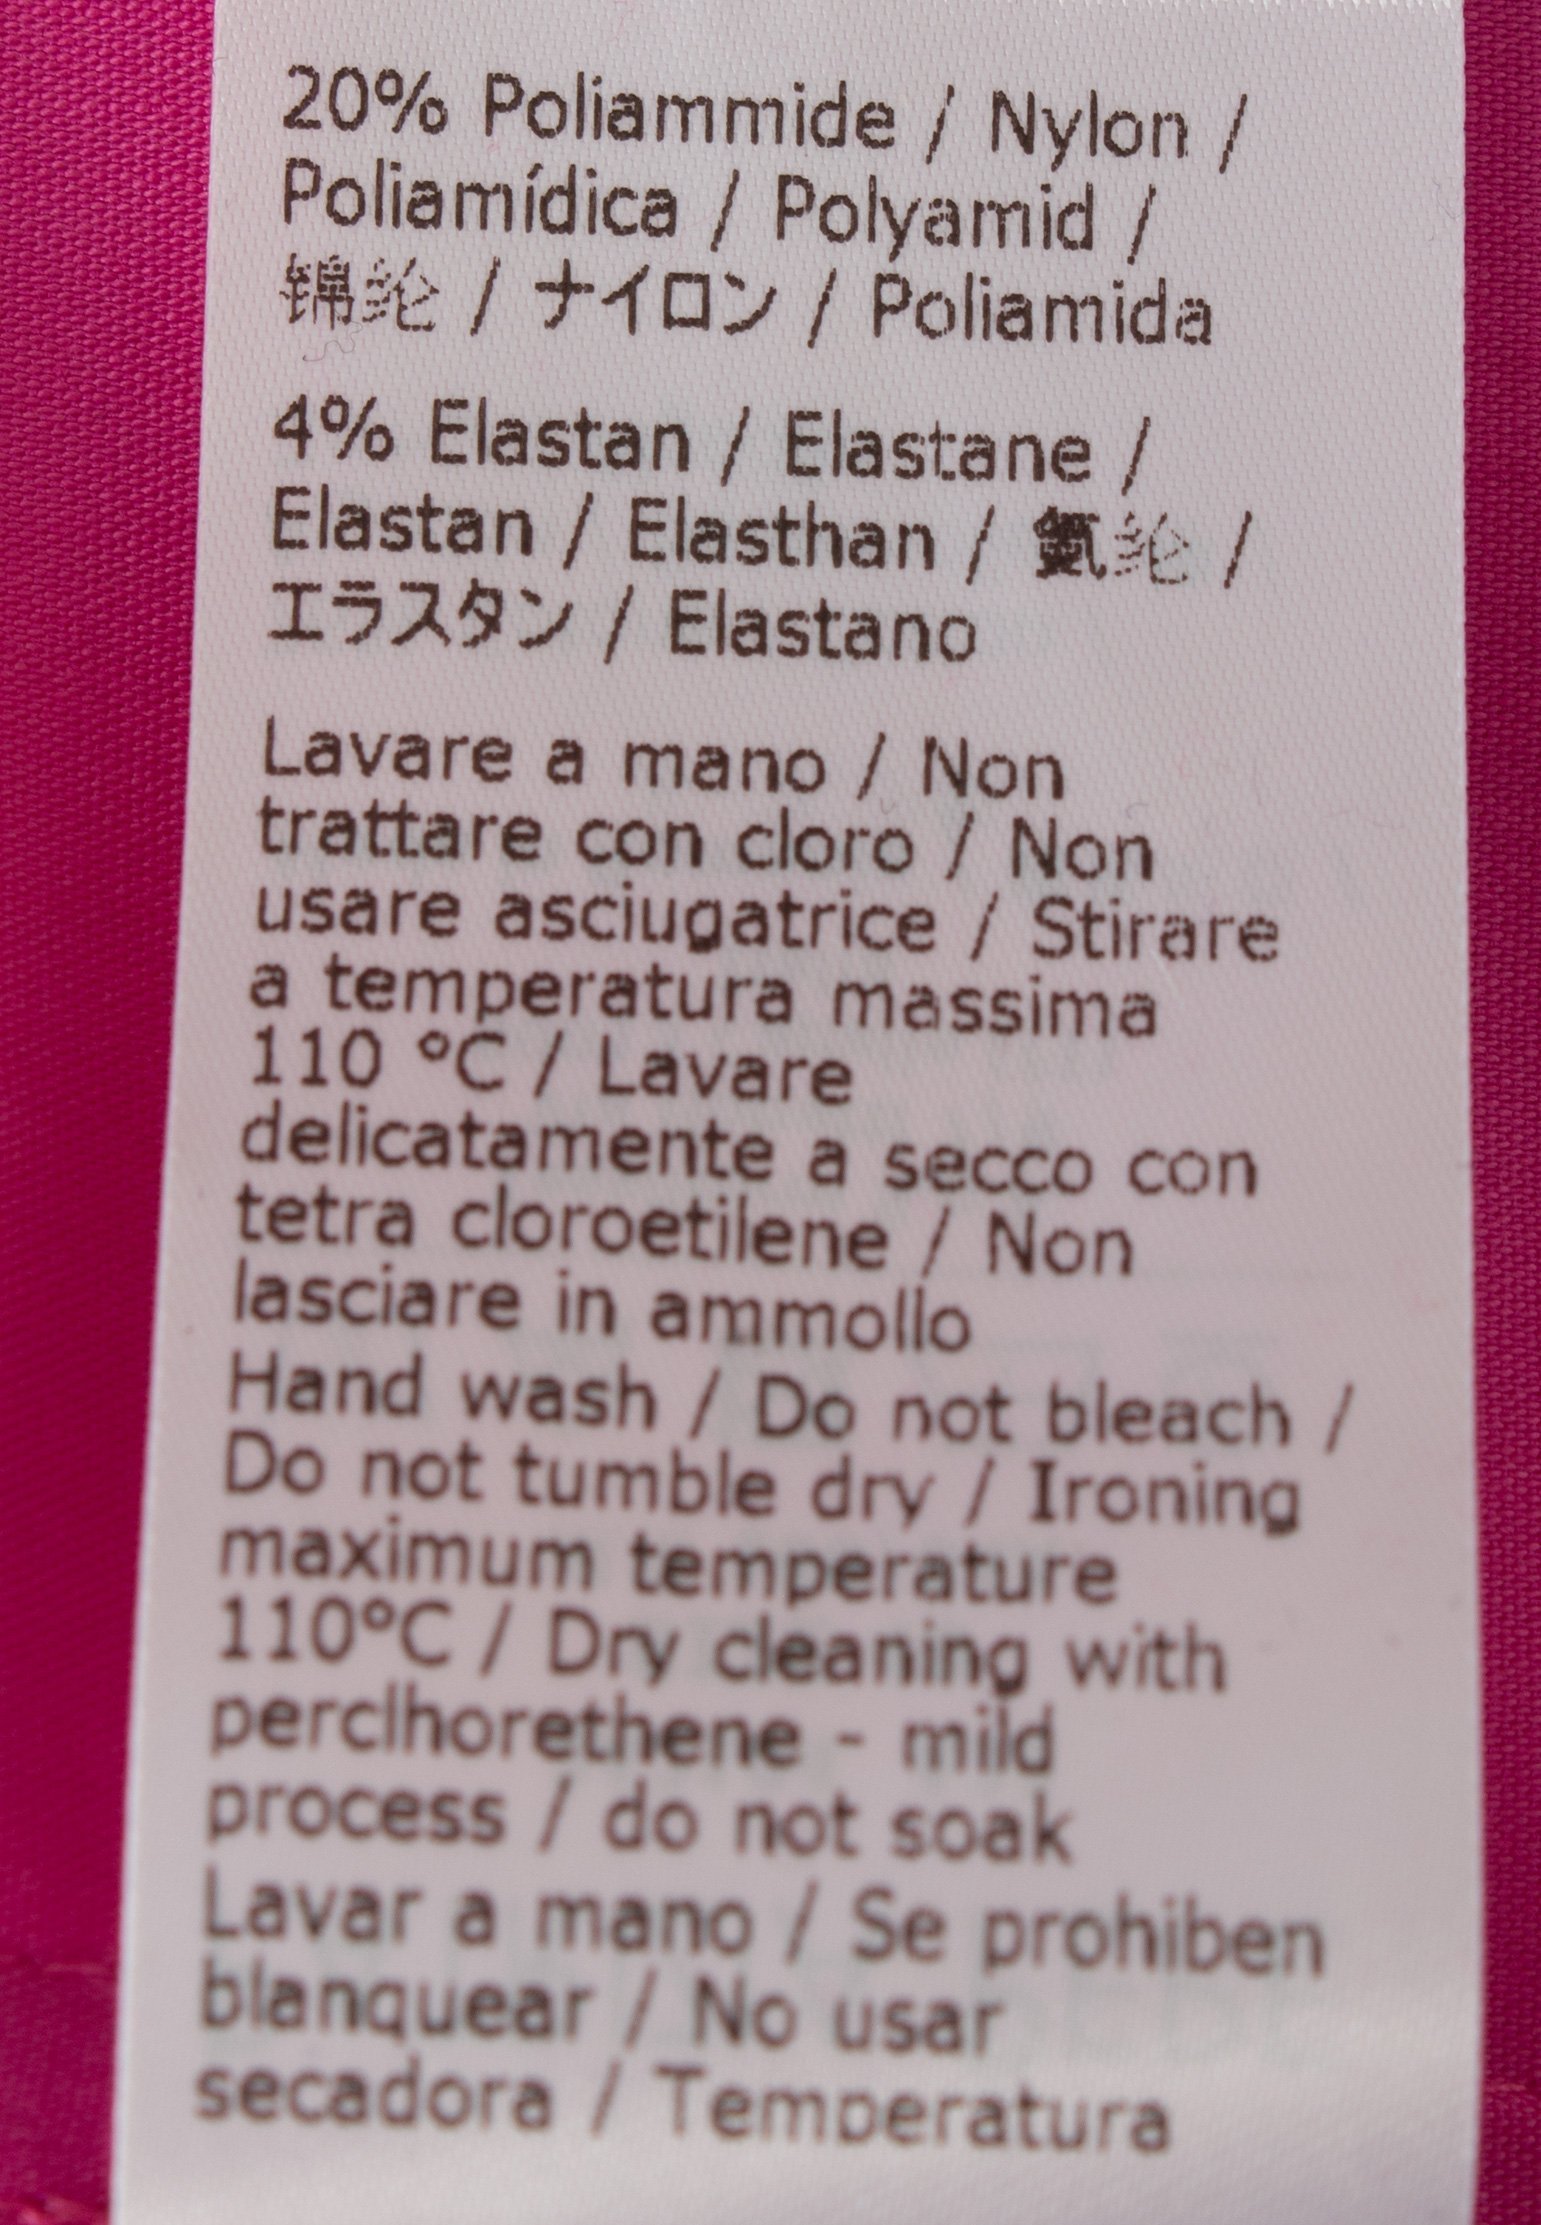 20% Poliammide / Nylon /
Poliamídica / Polyamid /
锦纶 / ナイロン / Poliamida
4% Elastan / Elastane /
Elastan / Elasthan / 氨纶 /
エラスタン / Elastano
Lavare a mano / Non
trattare con cloro / Non
usare asciugatrice / Stirare
a temperatura massima
110 °C / Lavare
delicatamente a secco con
tetra cloroetilene / Non
lasciare in ammollo
Hand wash / Do not bleach /
Do not tumble dry / Ironing
maximum temperature
110°C / Dry cleaning with
perclhorethene - mild
process / do not soak
Lavar a mano / Se prohiben
blanquear / No usar
secadora / Temperatura